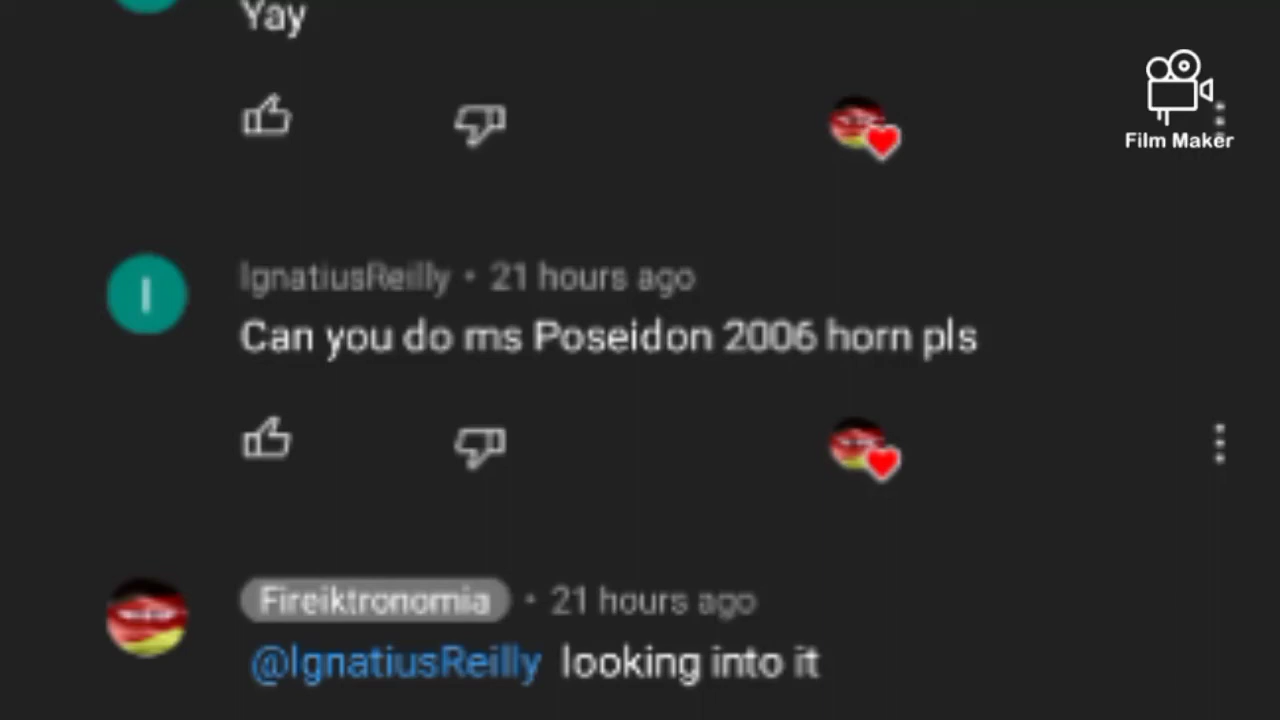 Yay
Film Maker
I
IgnatiusReilly • 21 hours ago
Can you do ms Poseidon 2006 horn pls
Fireiktronomia • 21 hours ago
@IgnatiusReilly looking into it